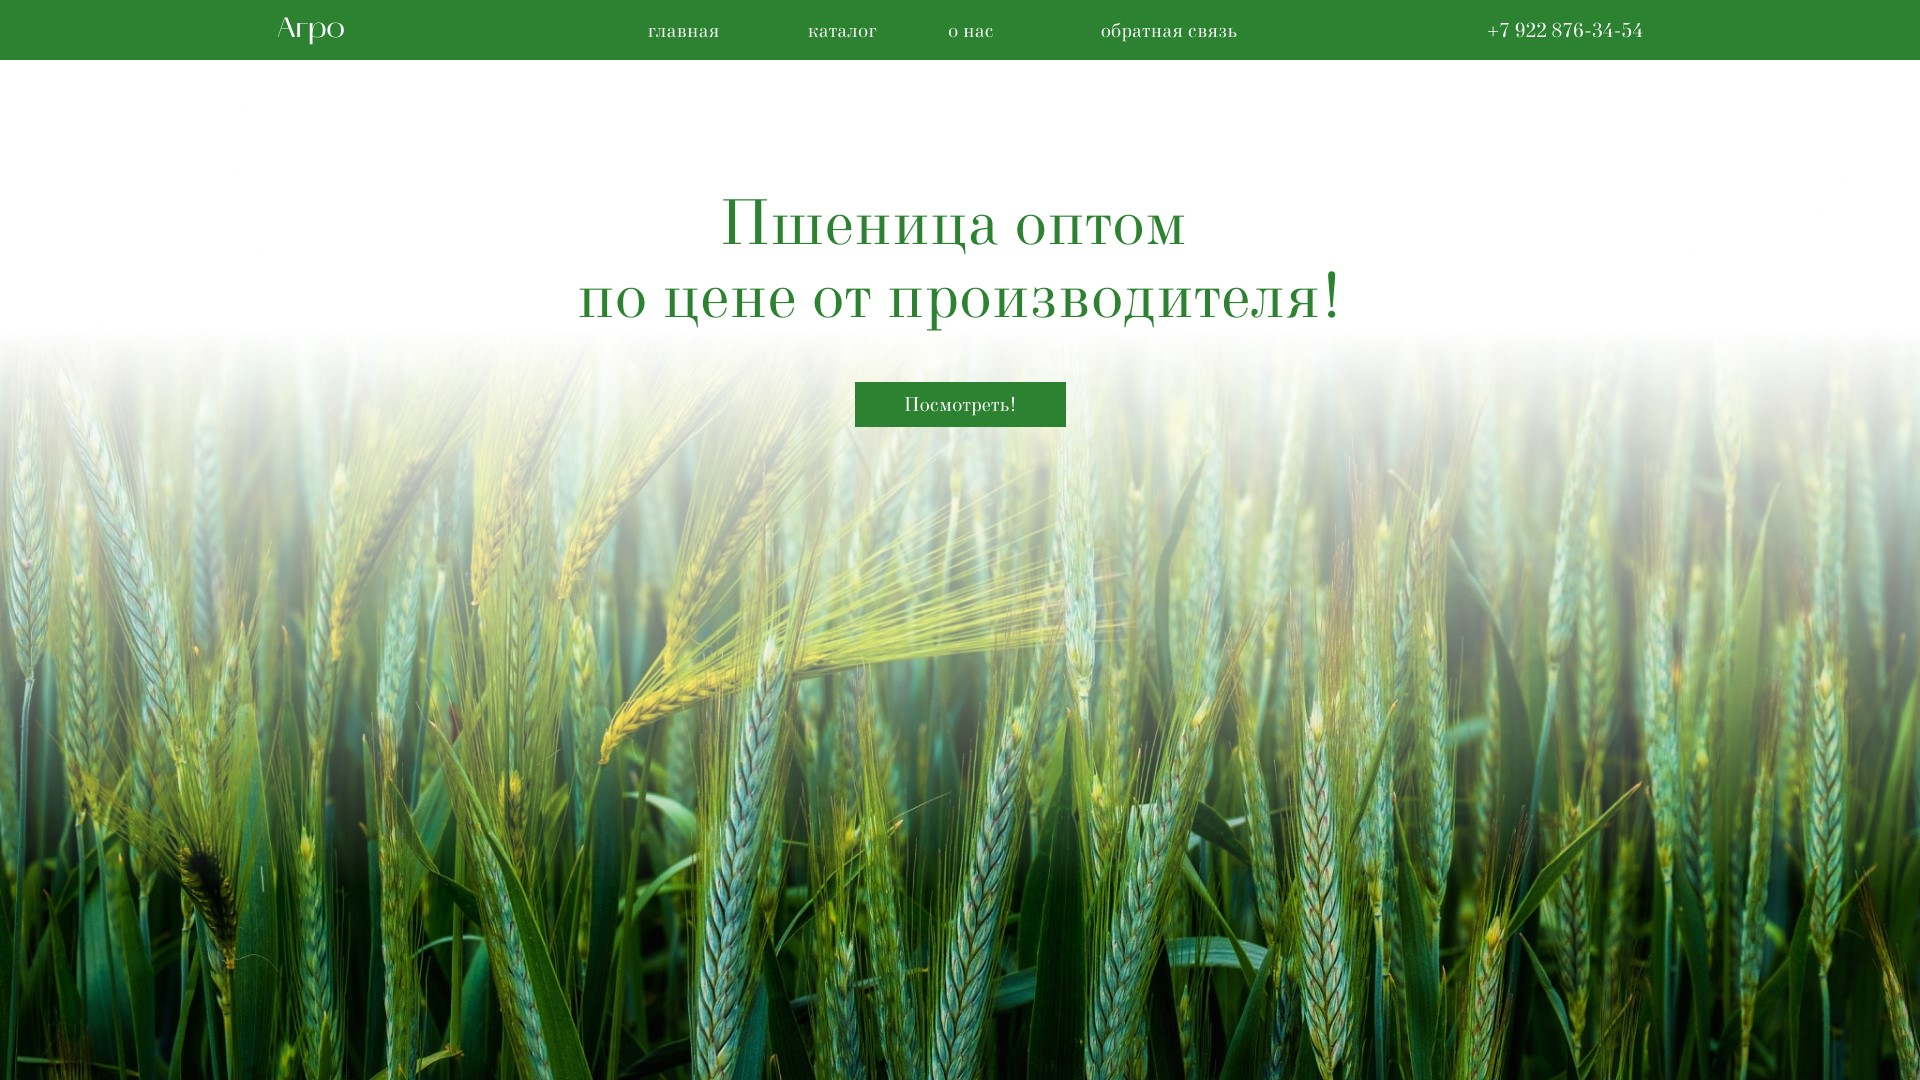 Агро
главная
каталог
о нас
обратная связь
+7 922 876-34-54
Пшеница оптом
по цене от производителя!
Посмотреть!